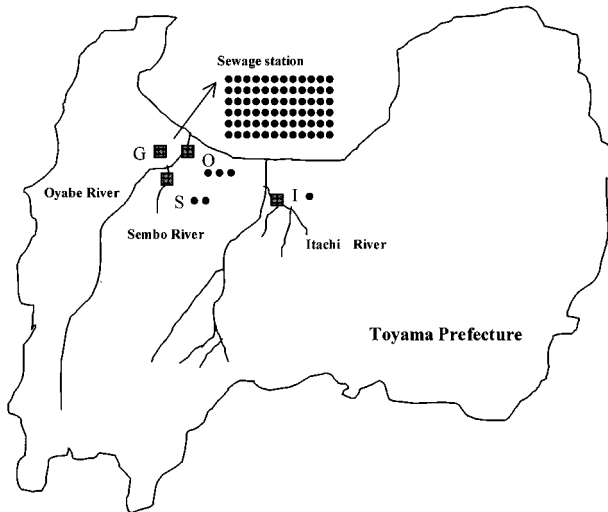 Sewage station
G
O
Oyabe River
S
I
Sembo River
Itachi River
Toyama Prefecture